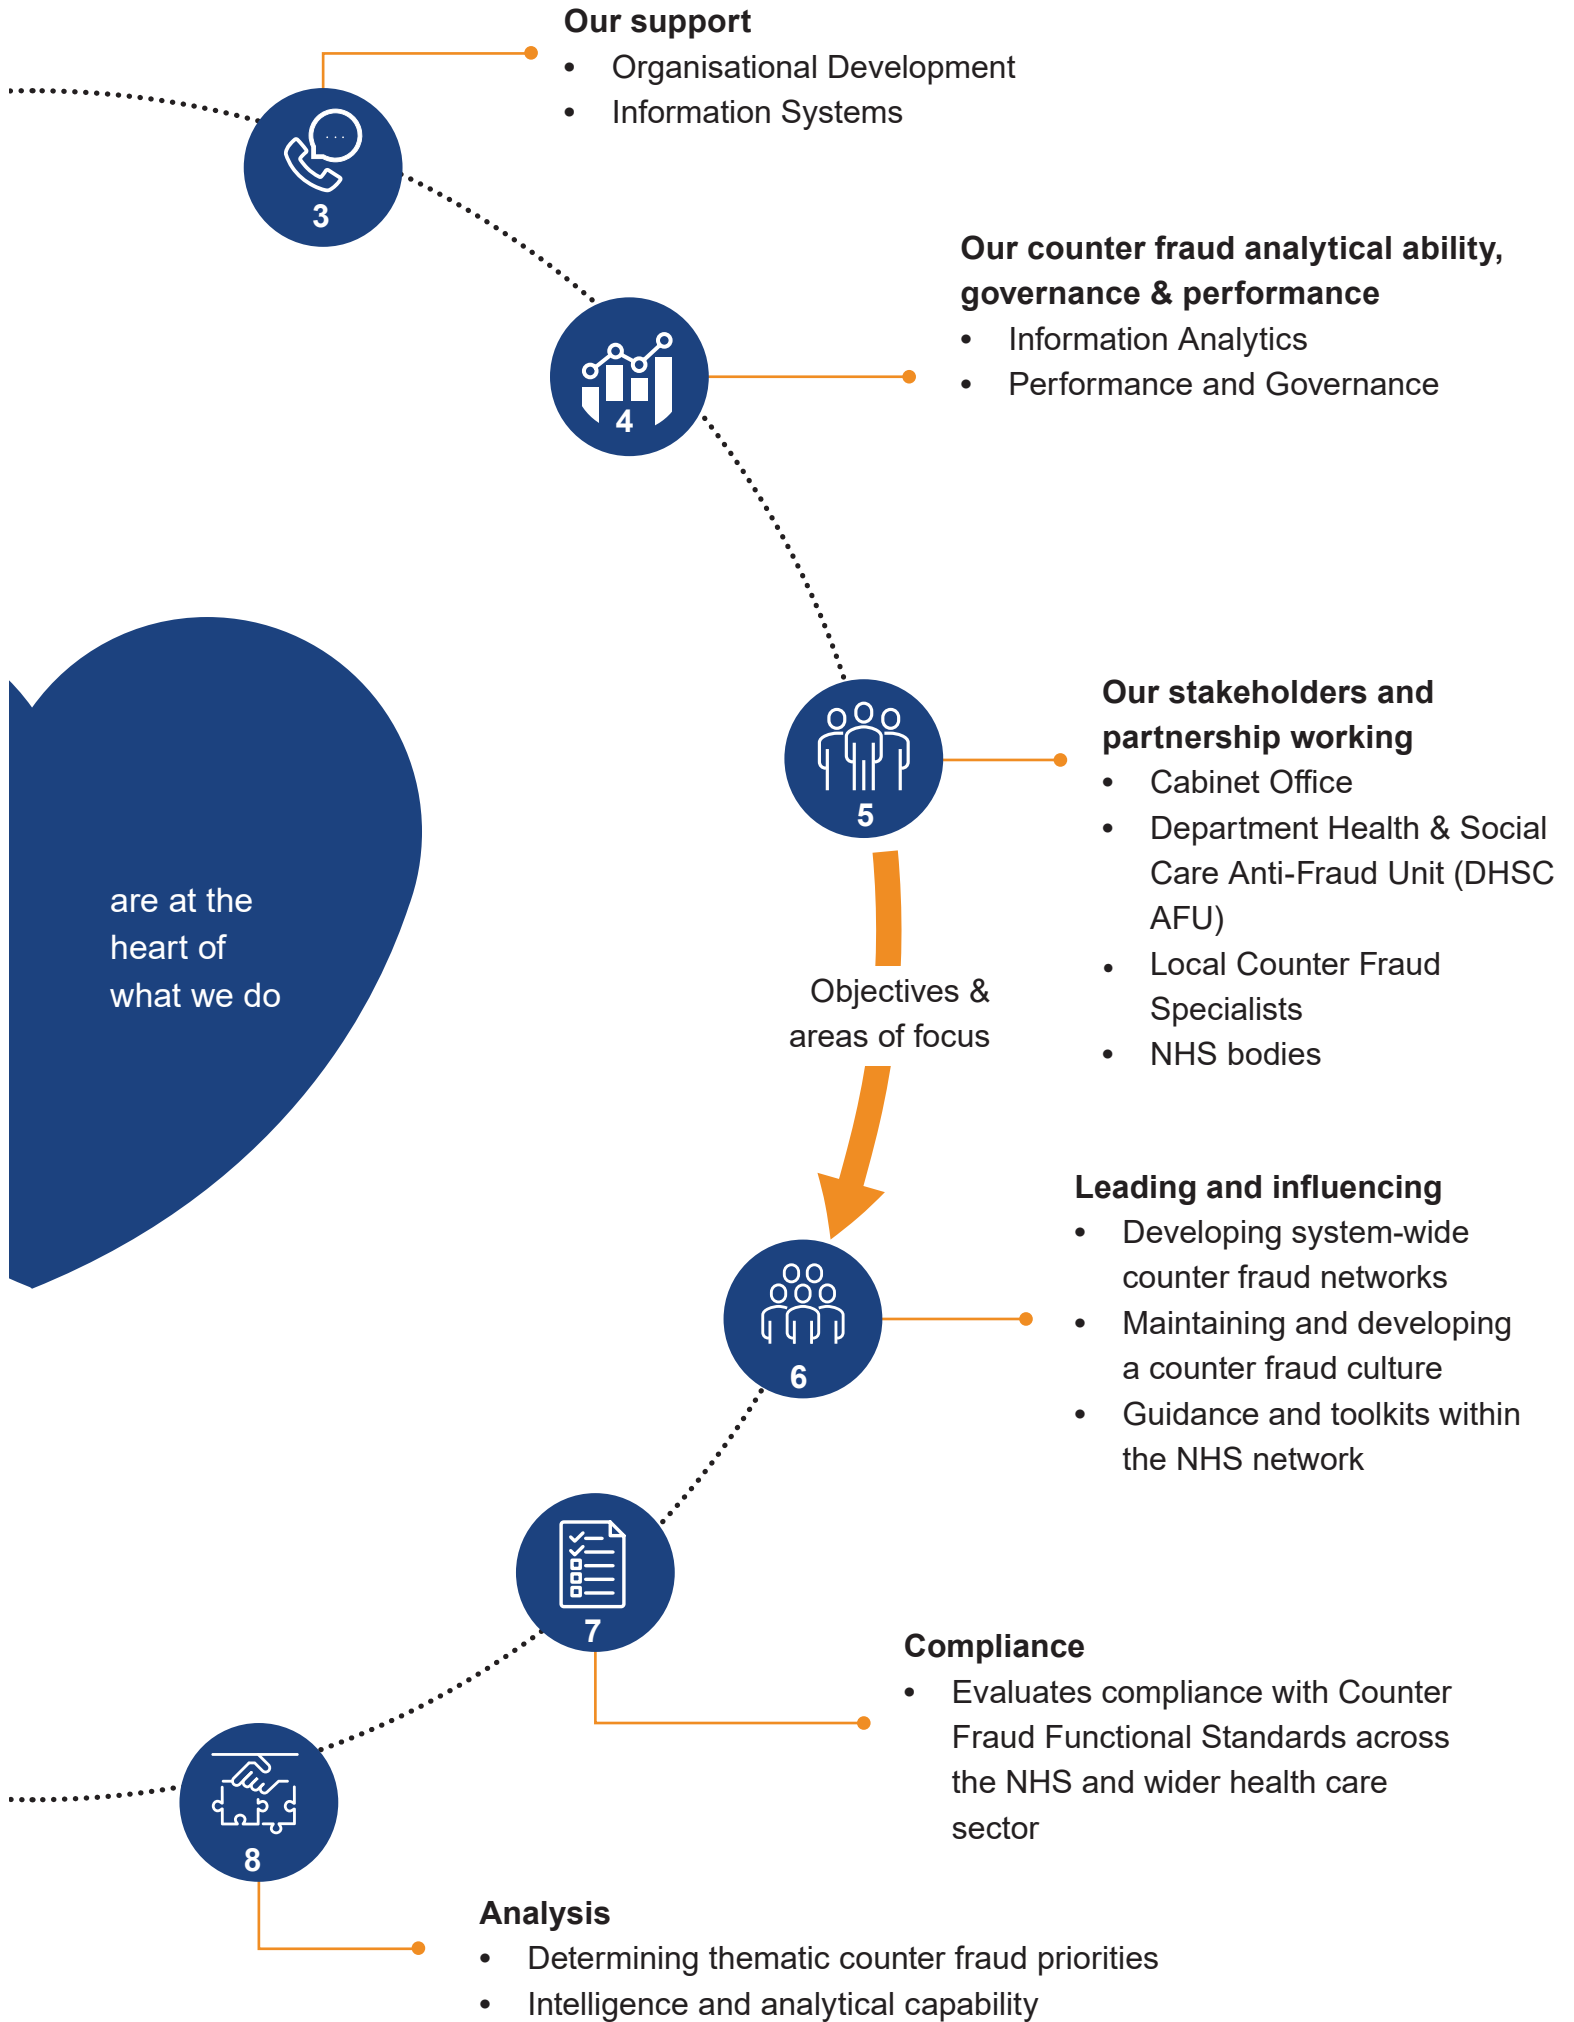 Our support
• Organisational Development
• Information Systems
3
Our counter fraud analytical ability,
governance & performance
• Information Analytics
• Performance and Governance
4
Our stakeholders and
partnership working
• Cabinet Office
• Department Health & Social
Care Anti-Fraud Unit (DHSC
AFU)
• Local Counter Fraud
Specialists
• NHS bodies
5
are at the
heart of
what we do
Objectives &
areas of focus
Leading and influencing
• Developing system-wide
counter fraud networks
• Maintaining and developing
a counter fraud culture
• Guidance and toolkits within
the NHS network
6
7
Compliance
• Evaluates compliance with Counter
Fraud Functional Standards across
the NHS and wider health care
sector
8
Analysis
• Determining thematic counter fraud priorities
• Intelligence and analytical capability